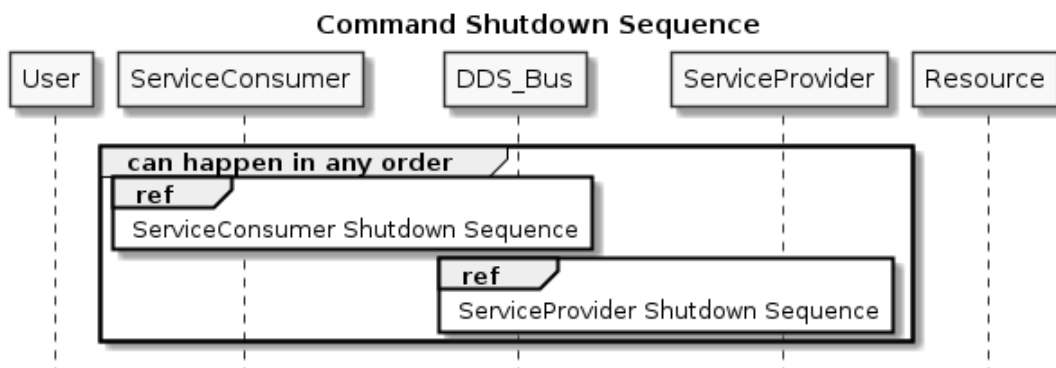 Command Shutdown Sequence
User
ServiceConsumer
DDS_Bus
ServiceProvider
Resource
can happen in any order
ref
ServiceConsumer Shutdown Sequence
ref
ServiceProvider Shutdown Sequence